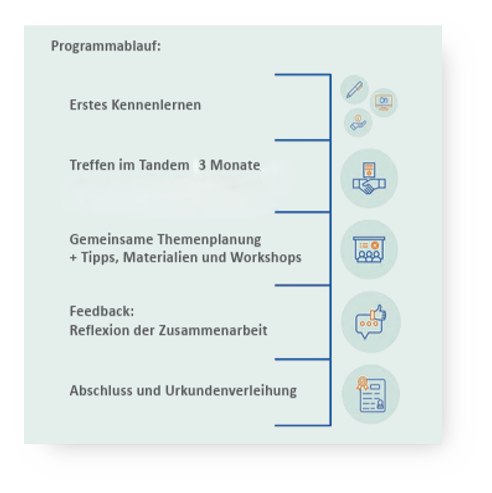 Programmablauf:
Erstes Kennenlernen
Treffen im Tandem 3 Monate
Gemeinsame Themenplanung
+ Tipps, Materialien und Workshops
Feedback:
Reflexion der Zusammenarbeit
Abschluss und Urkundenverleihung